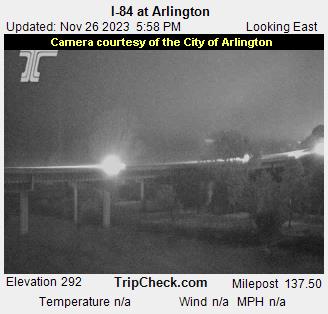 I-84 at Arlington
Updated: Nov 26 2023 5:58 PM Looking East
Camera courtesy of the City of Arlington
Elevation 292 TripCheck.com Milepost 137.50
Temperature n/a Wind n/a MPH n/a